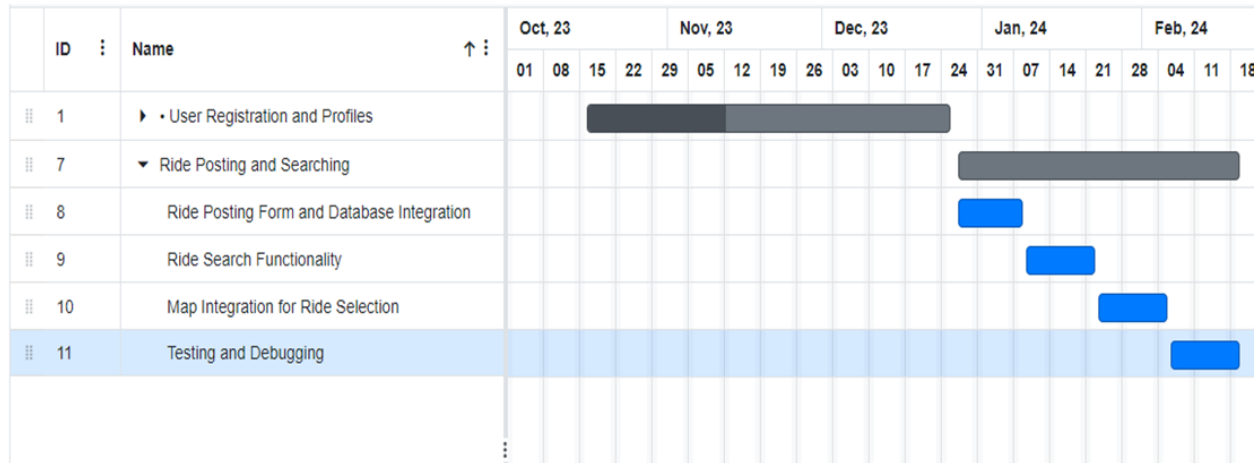 Oct, 23 Nov, 23 Dec, 23 Jan, 24 Feb, 24
ID Name
01 08 15 22 29 05 12 19 26 03 10 17 24 31 07 14 21 28 04 11 18
1 • User Registration and Profiles
7 Ride Posting and Searching
8 Ride Posting Form and Database Integration
9 Ride Search Functionality
10 Map Integration for Ride Selection
11 Testing and Debugging